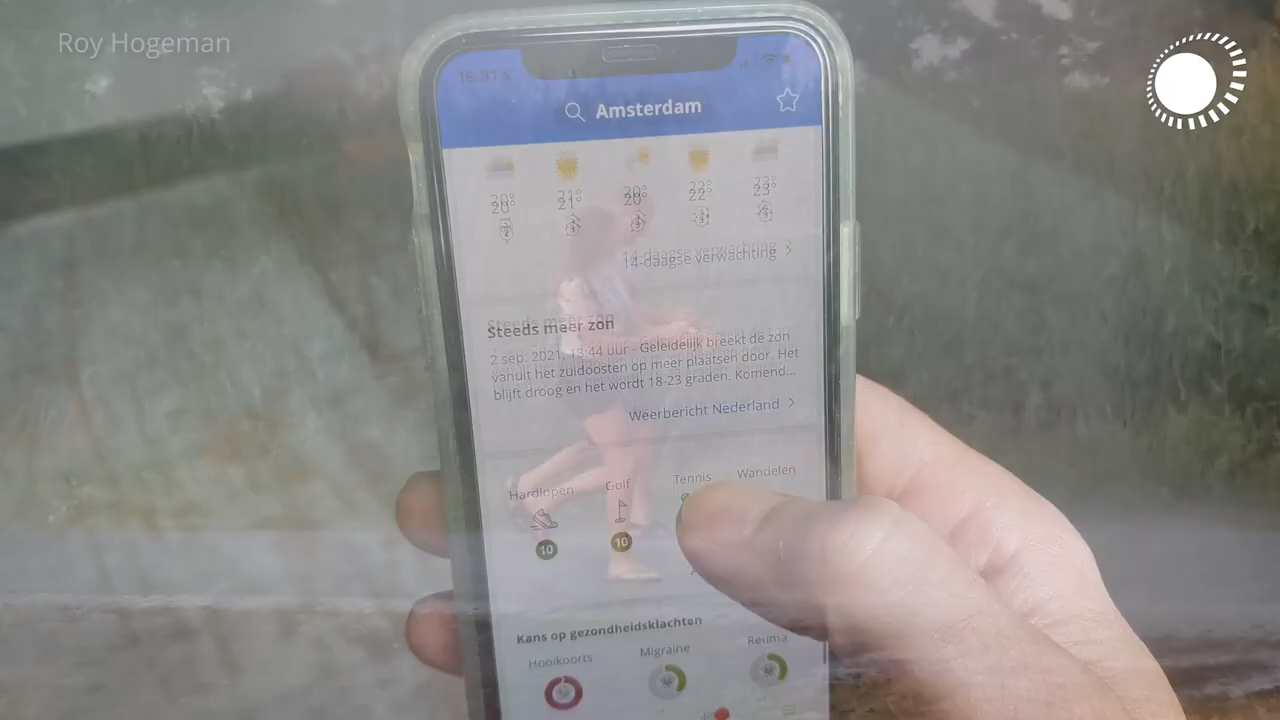 Roy Hogeman
15:31
Amsterdam
20° 21° 20° 22° 23°
14-daagse verwachting
Steeds meer zon
2 sep. 2021, 13:44 uur - Geleidelijk breekt de zon
vanuit het zuidoosten op meer plaatsen door. Het
blijft droog en het wordt 18-23 graden. Komend...
Weerbericht Nederland
Hardlopen Golf Tennis Wandelen
10 10
Kans op gezondheidsklachten
Hooikoorts Migraine Reuma